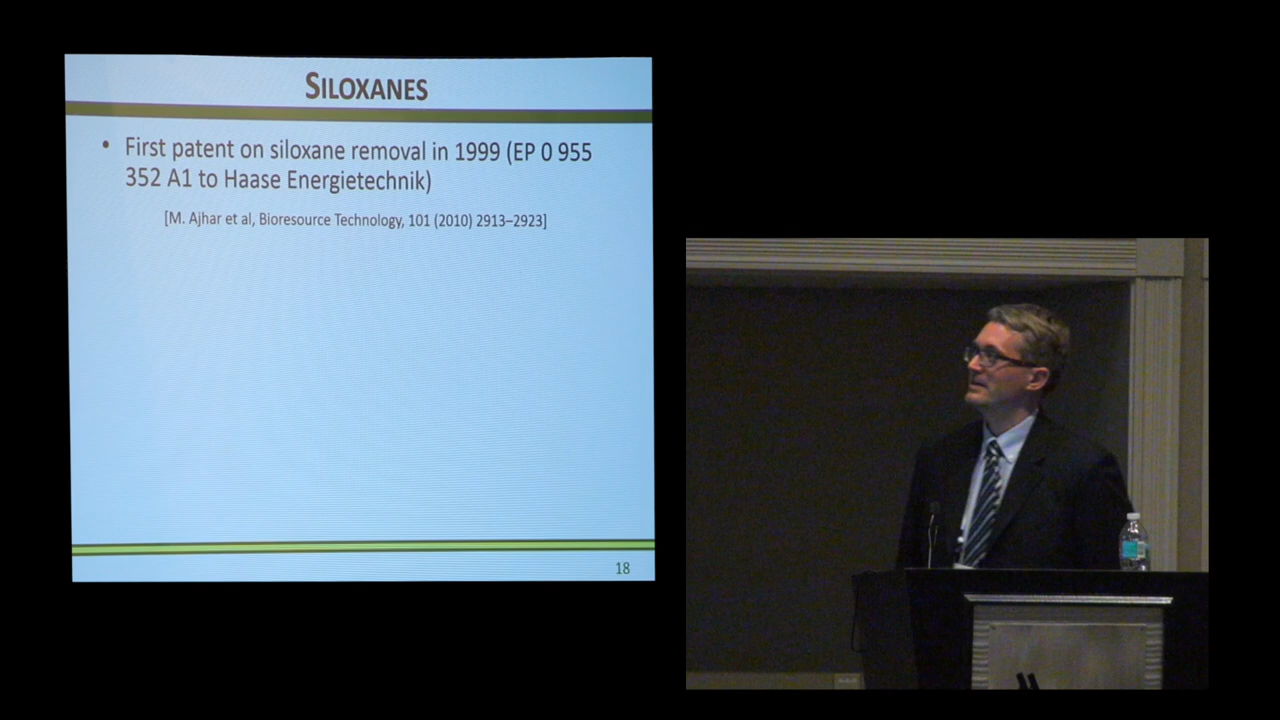 SILOXANES
• First patent on siloxane removal in 1999 (EP 0 955
352 A1 to Haase Energietechnik)
[M. Ajhar et al, Bioresource Technology, 101 (2010) 2913–2923]
18